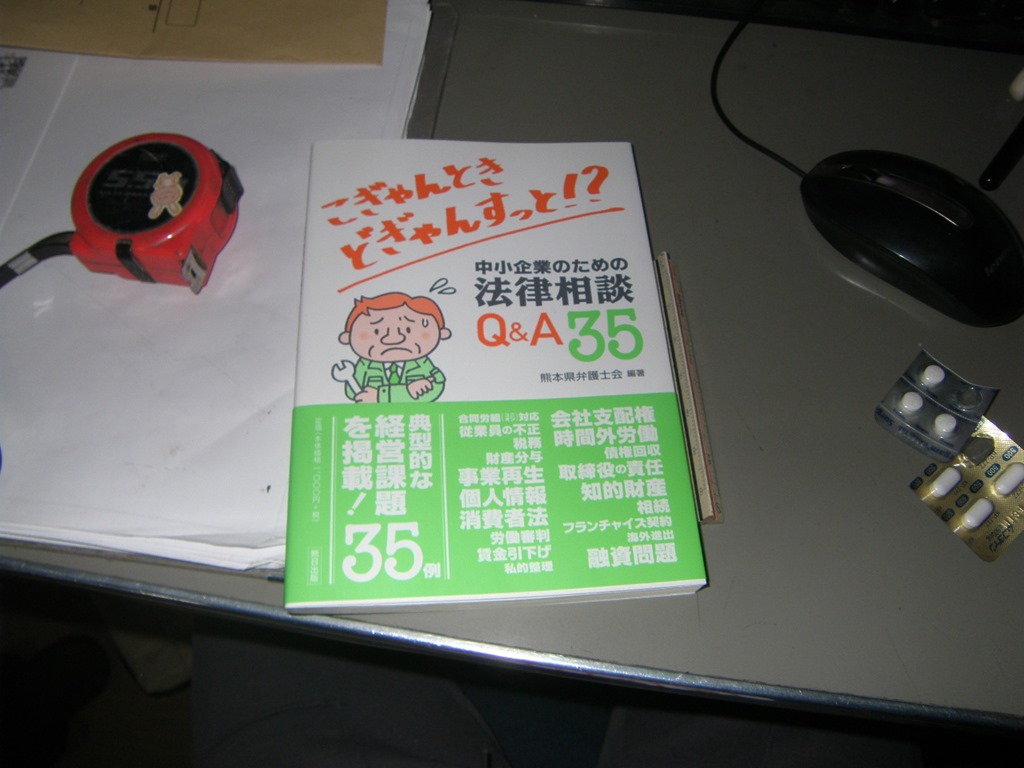 こぎゃんとき
どぎゃんすっと!?
中小企業のための
法律相談
Q&A35
熊本県弁護士会 編著
会社支配権
時間外労働
債権回収
取締役の責任
知的財産
相続
フランチャイズ契約
海外進出
融資問題
従業員の不正
税務
財産分与
事業再生
個人情報
消費者法
労働審判
賃金引下げ
私的整理
典型的な
経営課題
を掲載!
35例